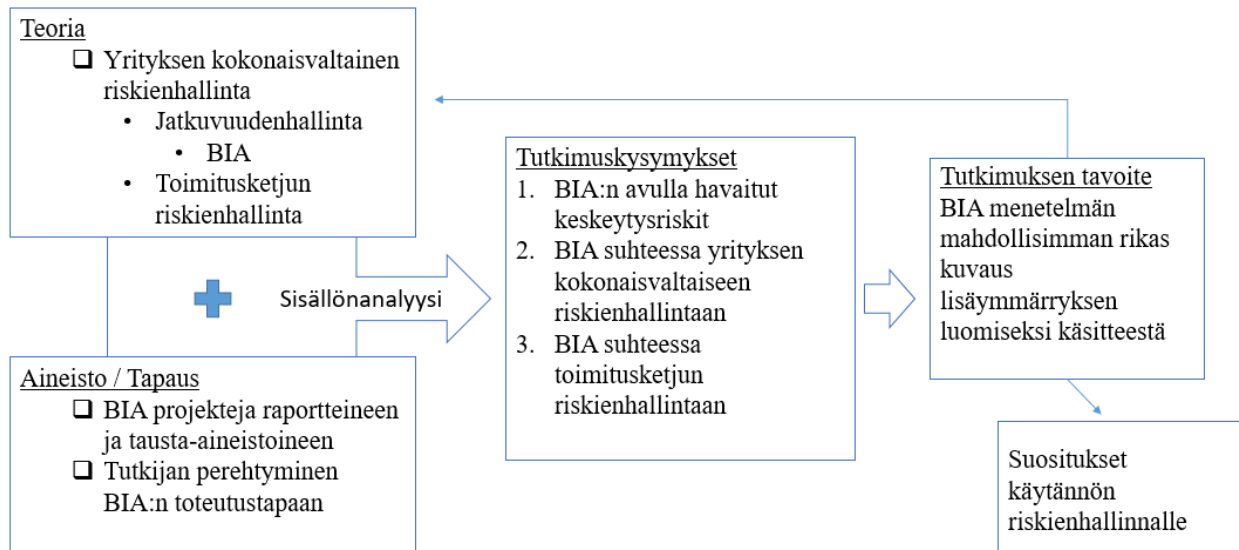 Teoria
❑ Yrityksen kokonaisvaltainen
riskienhallinta
• Jatkuvuudenhallinta
• BIA
• Toimitusketjun
riskienhallinta
Sisällönanalyysi
Aineisto / Tapaus
❑ BIA projekteja raportteineen
ja tausta-aineistoineen
❑ Tutkijan perehtyminen
BIA:n toteutustapaan
Tutkimuskysymykset
1. BIA:n avulla havaitut
keskeytysriskit
2. BIA suhteessa yrityksen
kokonaisvaltaiseen
riskienhallintaan
3. BIA suhteessa
toimitusketjun
riskienhallintaan
Tutkimuksen tavoite
BIA menetelmän
mahdollisimman rikas
kuvaus
lisäymmärryksen
luomiseksi käsitteestä
Suositukset
käytännön
riskienhallinnalle